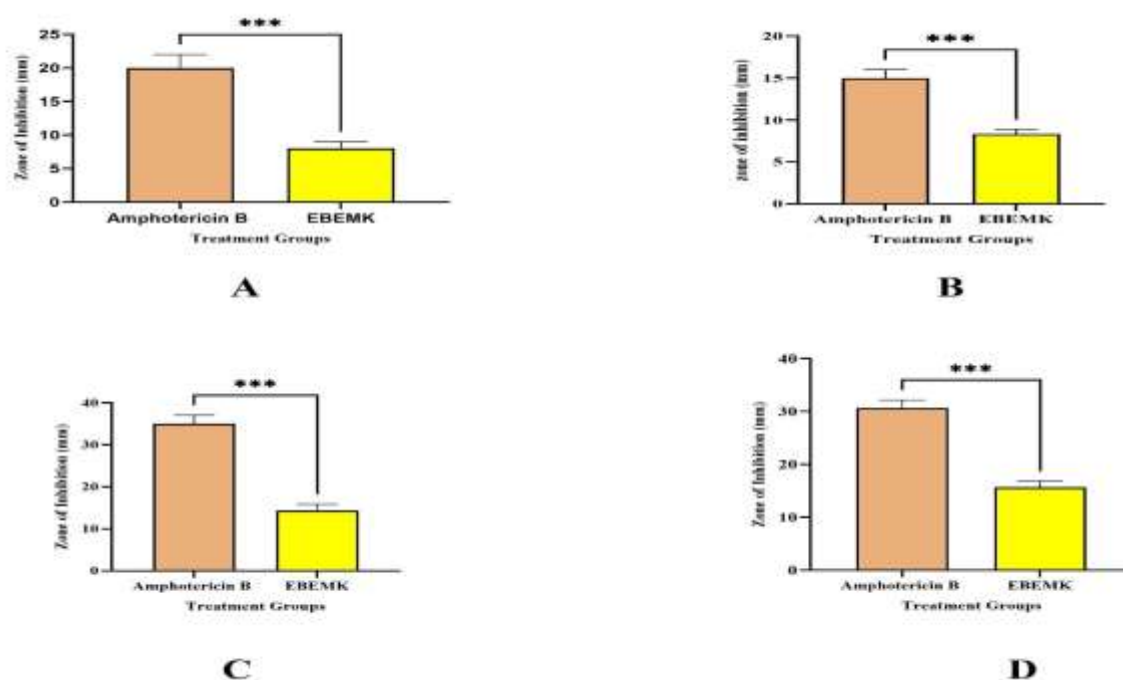 ***
Zone of Inhibition (mm)
25
20
15
10
5
0
Amphotericin B EBEMK
Treatment Groups
A
***
zone of inhibition (mm)
20
15
10
5
0
Amphotericin B EBEMK
Treatment Groups
B
***
Zone of Inhibition (mm)
40
30
20
10
0
Amphotericin B EBEMK
Treatment Groups
C
***
Zone of Inhibition (mm)
40
30
20
10
0
Amphotericin B EBEMK
Treatment Groups
D